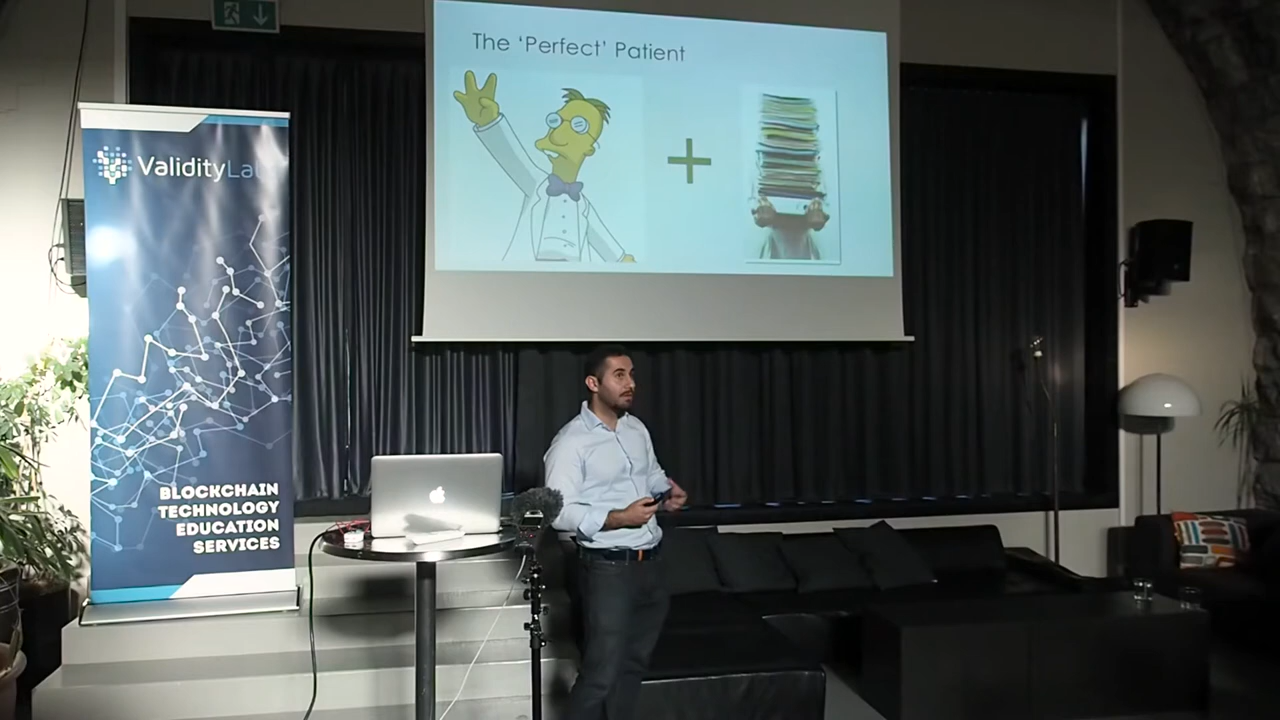 The ‘Perfect’ Patient
ValidityLab
BLOCKCHAIN
TECHNOLOGY
EDUCATION
SERVICES